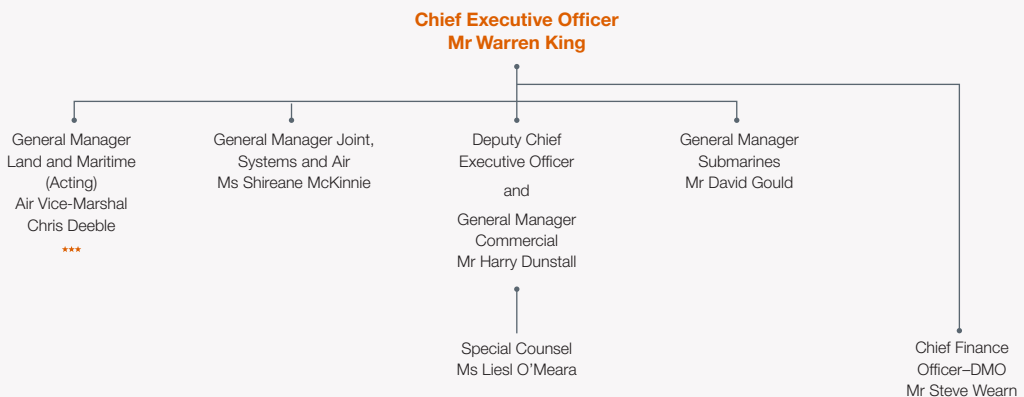 Chief Executive Officer
Mr Warren King
General Manager
Land and Maritime
(Acting)
Air Vice-Marshal
Chris Deeble
★★★
General Manager Joint,
Systems and Air
Ms Shireane McKinnie
Deputy Chief
Executive Officer
and
General Manager
Commercial
Mr Harry Dunstall
General Manager
Submarines
Mr David Gould
Special Counsel
Ms Liesl O’Meara
Chief Finance
Officer–DMO
Mr Steve Wearn